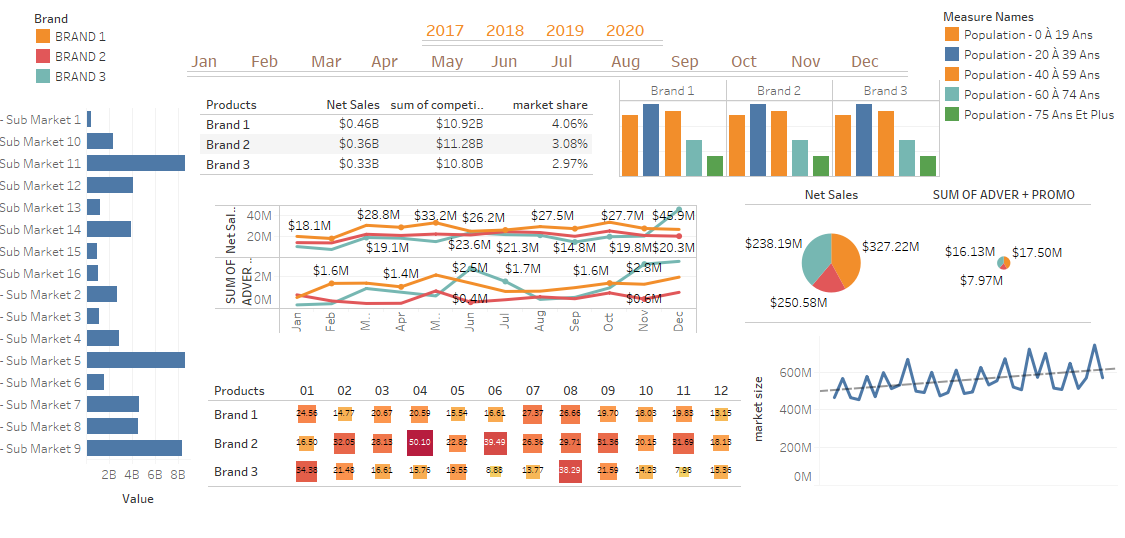 Brand
BRAND 1
BRAND 2
BRAND 3
2017 2018 2019 2020
Jan Feb Mar Apr May Jun Jul Aug Sep Oct Nov Dec
Measure Names
Population - 0 À 19 Ans
Population - 20 À 39 Ans
Population - 40 À 59 Ans
Population - 60 À 74 Ans
Population - 75 Ans Et Plus
- Sub Market 1
Sub Market 10
Sub Market 11
Sub Market 12
Sub Market 13
Sub Market 14
Sub Market 15
Sub Market 16
- Sub Market 2
- Sub Market 3
- Sub Market 4
- Sub Market 5
- Sub Market 6
- Sub Market 7
- Sub Market 8
- Sub Market 9
2B 4B 6B 8B
Value
Products Net Sales sum of competi.. market share
Brand 1 $0.46B $10.92B 4.06%
Brand 2 $0.36B $11.28B 3.08%
Brand 3 $0.33B $10.80B 2.97%
Brand 1 Brand 2 Brand 3
Net Sal..
40M
20M
$18.1M $28.8M $33.2M $26.2M $27.5M $27.7M $45.9M
$19.1M $23.6M $21.3M $14.8M $19.8M $20.3M
SUM OF
ADVER ..
2M
0M
$1.6M $1.4M $2.5M $1.7M $1.6M $2.8M
$0.4M $0.6M
Jan Feb M.. Apr M.. Jun Jul Aug Sep Oct Nov Dec
Net Sales SUM OF ADVER + PROMO
$238.19M $327.22M $250.58M
$16.13M $17.50M $7.97M
Products 01 02 03 04 05 06 07 08 09 10 11 12
Brand 1 24.56 14.77 20.67 20.59 15.54 16.61 27.37 26.66 19.70 18.03 19.83 13.15
Brand 2 16.50 32.05 28.13 50.10 22.82 39.49 26.36 29.71 31.36 20.15 31.69 18.13
Brand 3 34.38 21.48 16.61 15.76 19.55 8.88 13.77 38.29 21.59 14.23 7.98 15.36
market size
600M
400M
200M
0M